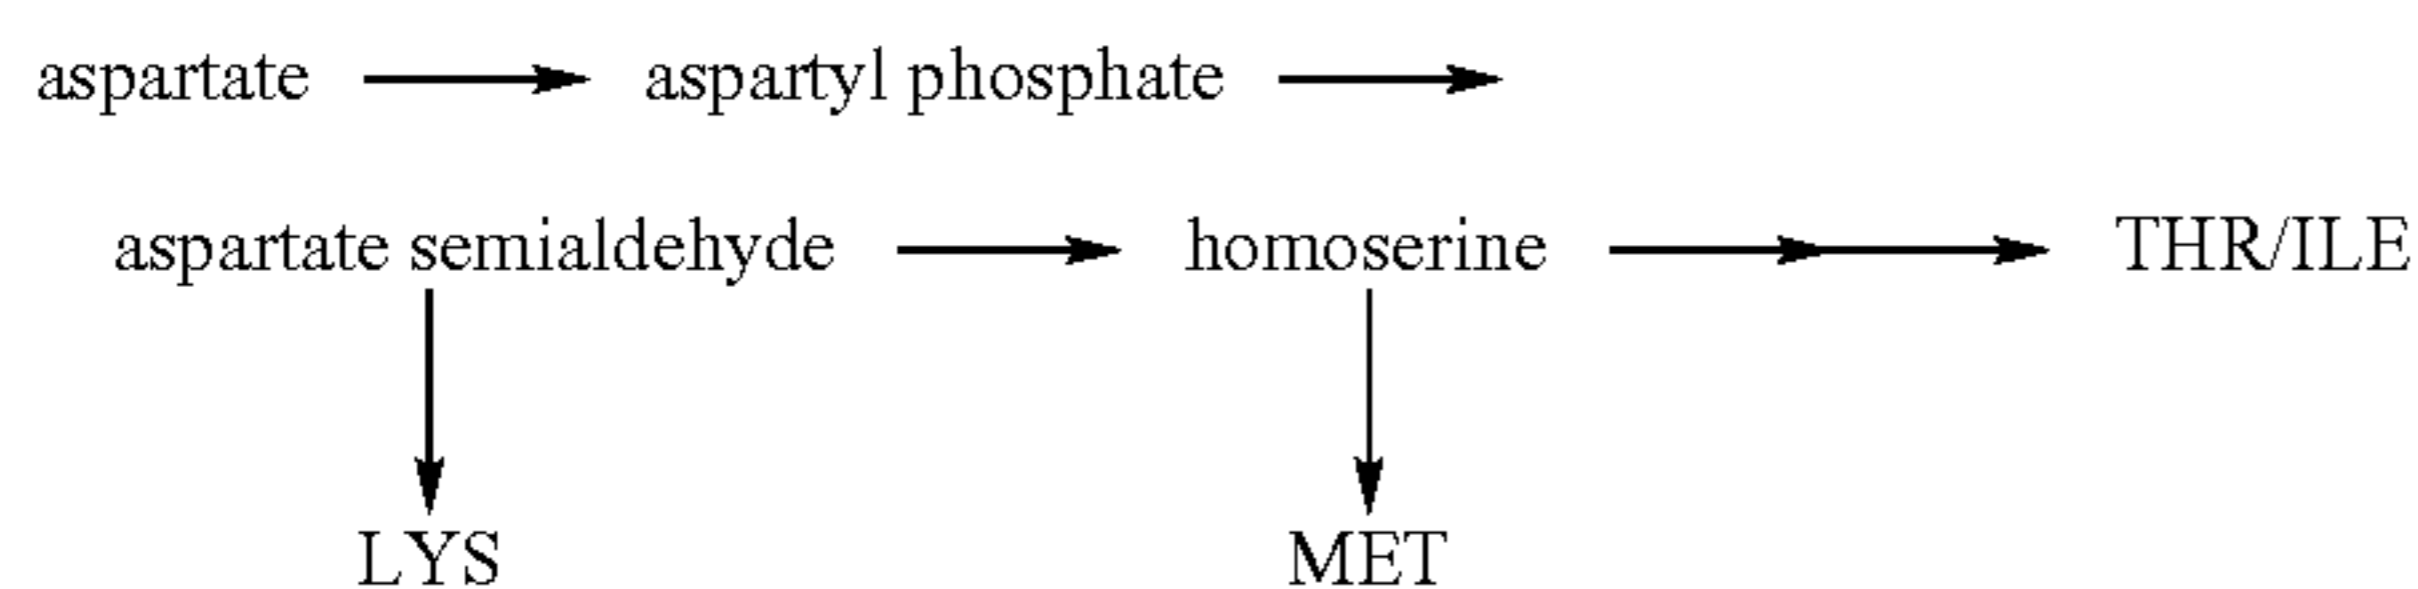 aspartate aspartyl phosphate
aspartate semialdehyde homoserine THR/ILE
LYS MET